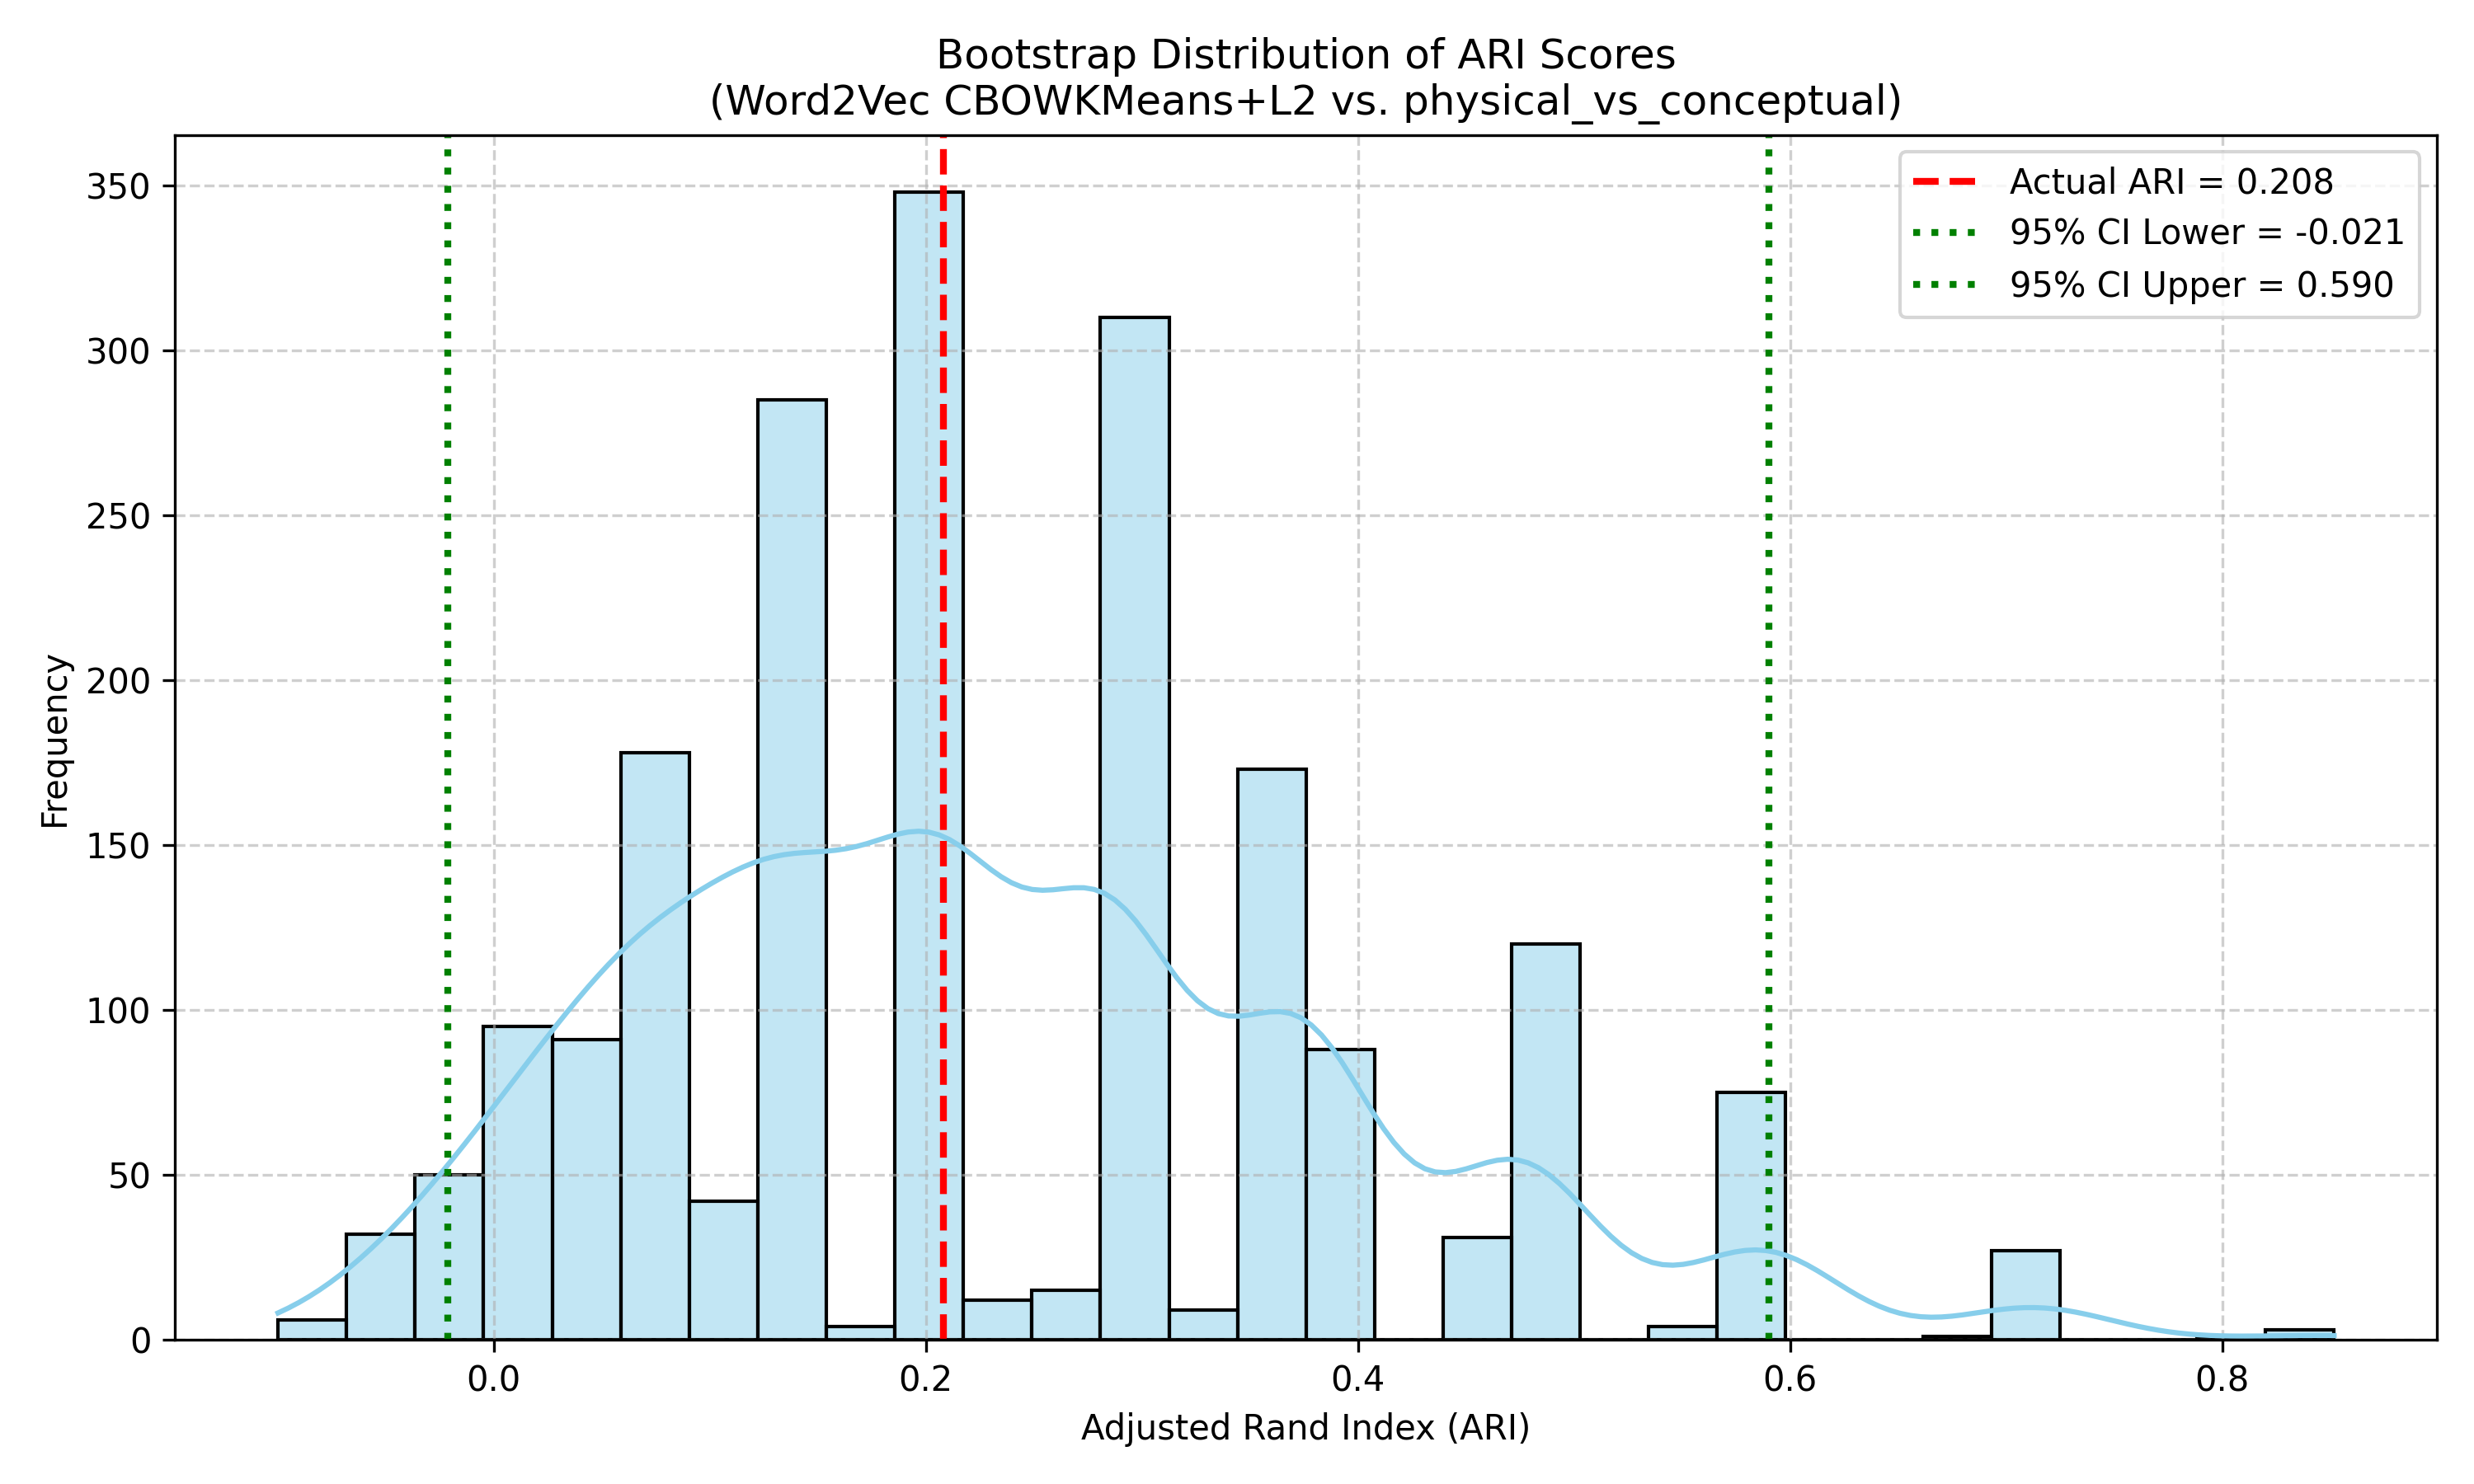 Bootstrap Distribution of ARI Scores
(Word2Vec CBOWKMeans+L2 vs. physical_vs_conceptual)
Actual ARI = 0.208
95% CI Lower = -0.021
95% CI Upper = 0.590
Frequency
350
300
250
200
150
100
50
0
0.0 0.2 0.4 0.6 0.8
Adjusted Rand Index (ARI)